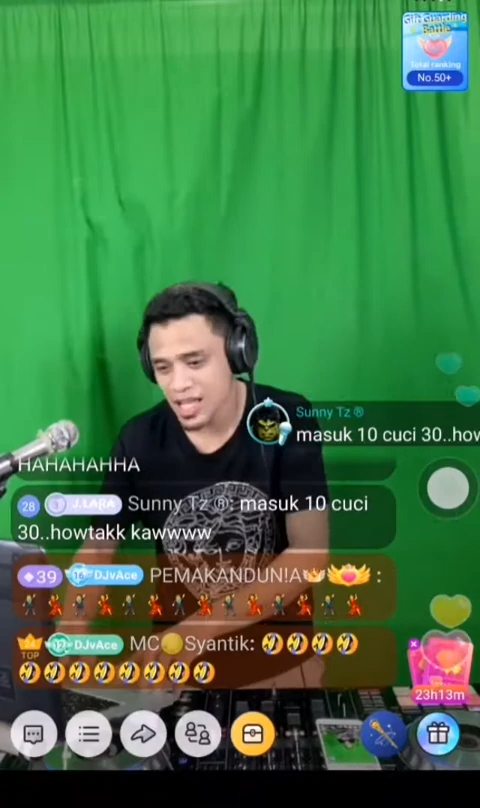 Gift Guarding
Battle
Total ranking
No.50+
Sunny Tz ®
masuk 10 cuci 30..how
HAHAHAHHA
28 J.LARA Sunny Tz ®: masuk 10 cuci
30..howtakk kawwww
39 16 DJvAce PEMAKANDUN!A :
TOP DJvAce MC Syantik: 🤣🤣🤣🤣
🤣🤣🤣🤣🤣🤣🤣🤣
23h13m